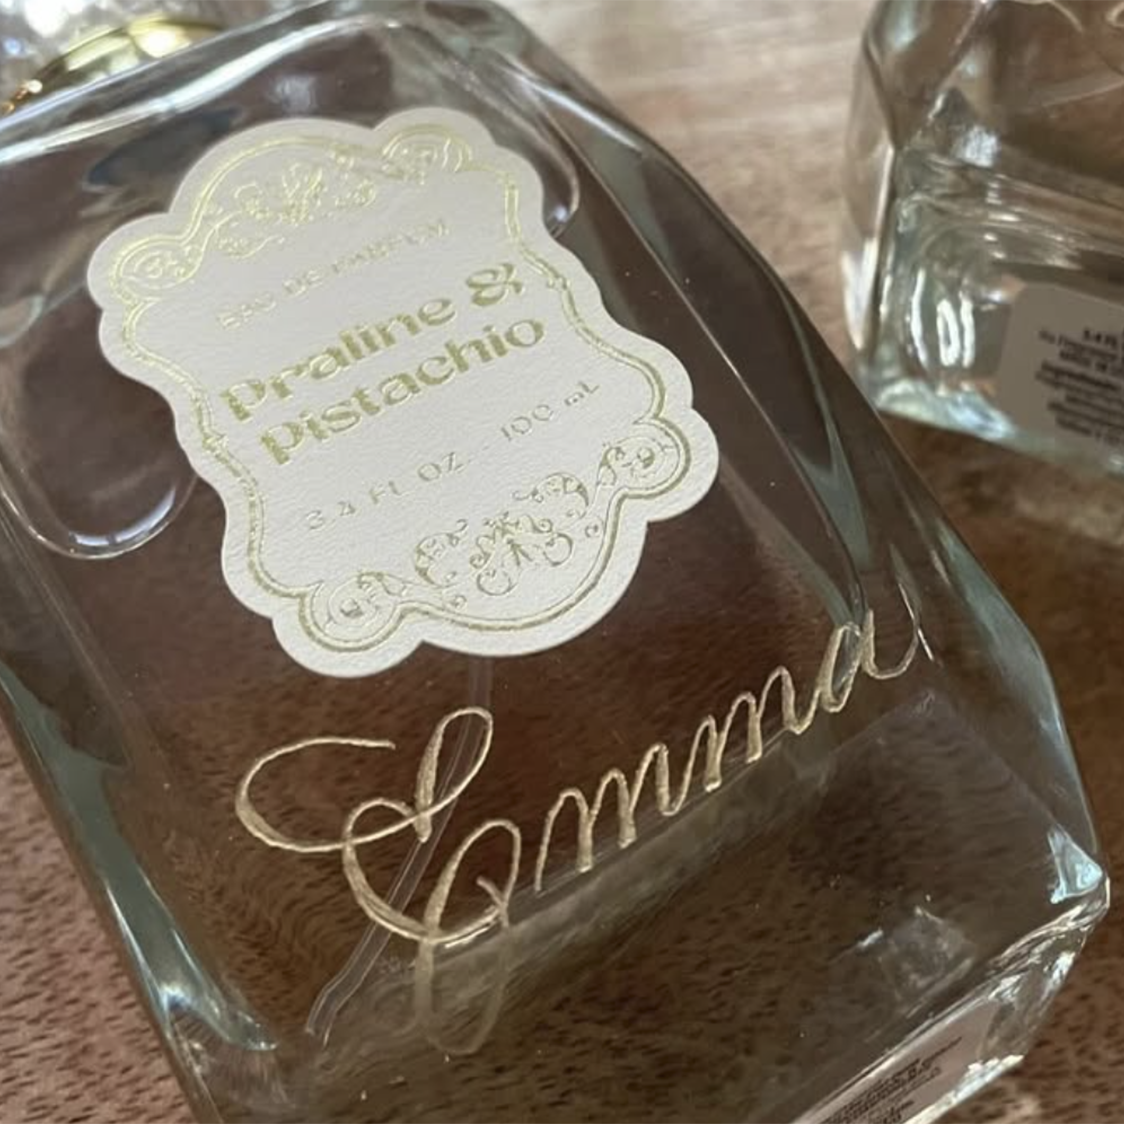 EAU DE PARFUM
Praline &
Pistachio
3.4 FL OZ. · 100 mL
Emma